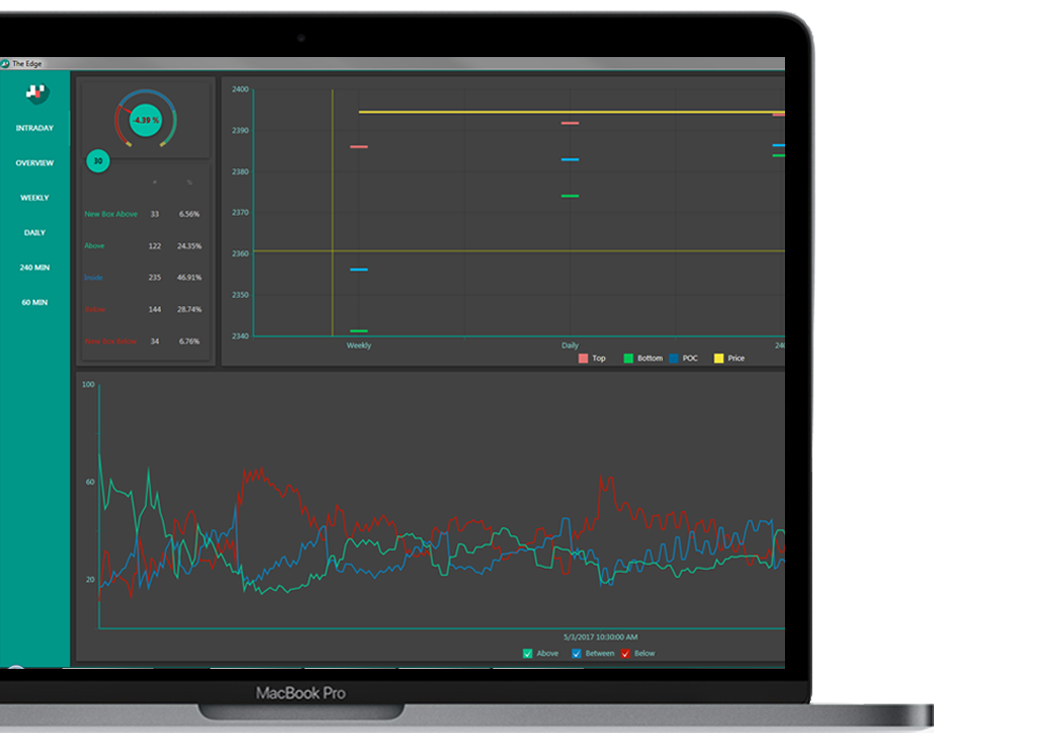 The Edge
INTRADAY
OVERVIEW
WEEKLY
DAILY
240 MIN
60 MIN
-4.39 %
30
# %
New Box Above 33 6.56%
Above 122 24.35%
Inside 235 46.91%
Below 144 28.74%
New Box Below 34 6.76%
2400
2390
2380
2370
2360
2350
2340
Weekly Daily 240
Top Bottom POC Price
100
60
20
5/3/2017 10:30:00 AM
Above Between Below
MacBook Pro